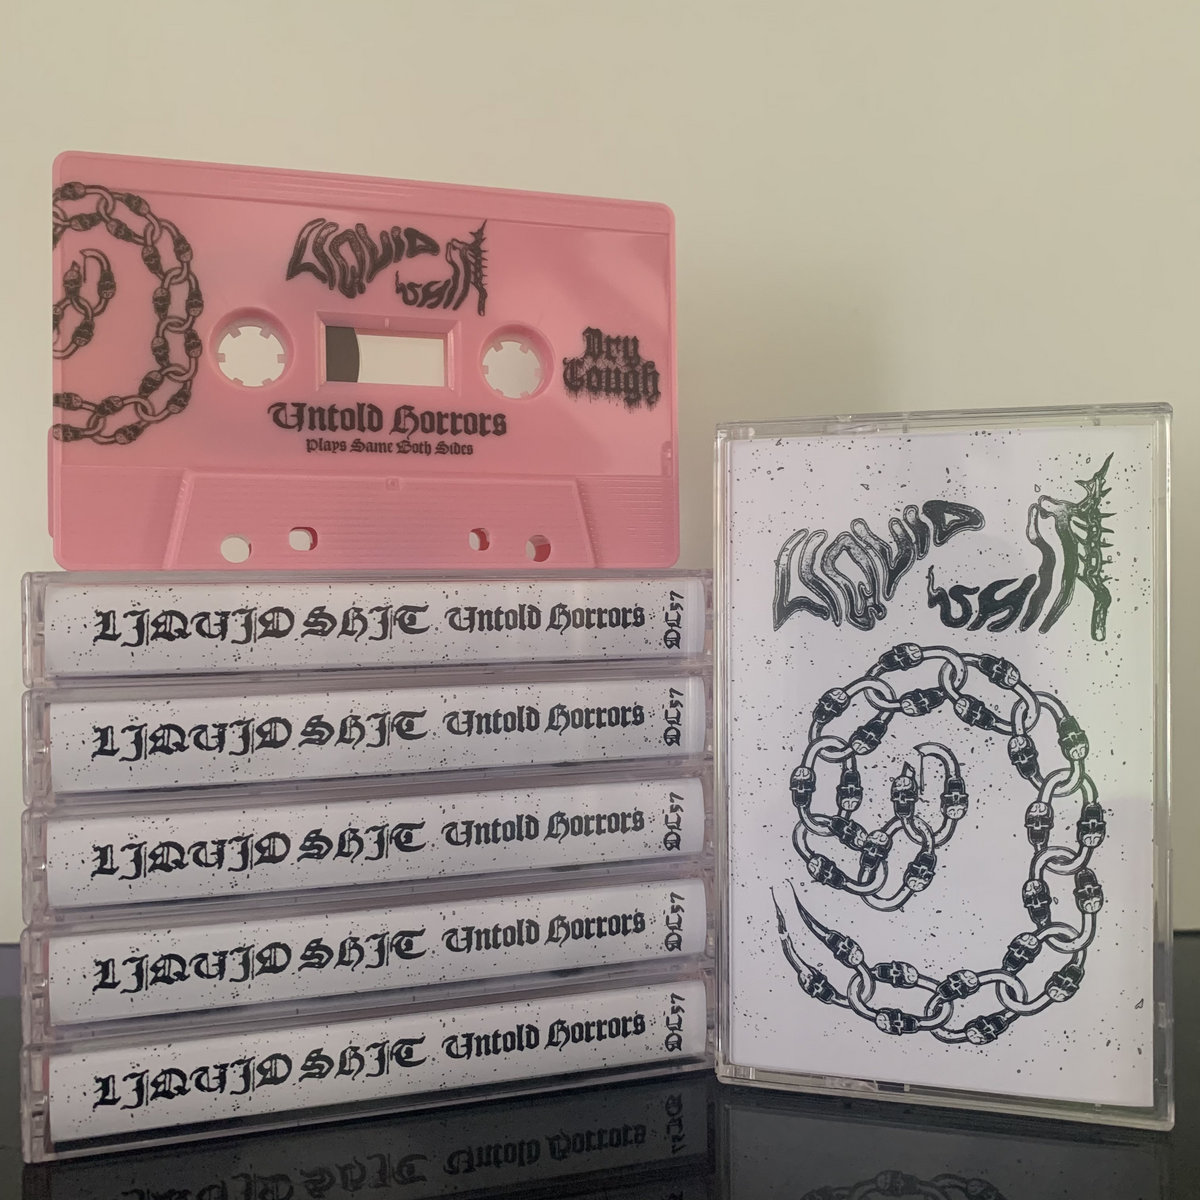 LIQUID
SHIT
Dry
Cough
Untold Horrors
Plays Same Both Sides
LIQUID SHIT Untold Horrors DC57
LIQUID SHIT Untold Horrors DC57
LIQUID SHIT Untold Horrors DC57
LIQUID SHIT Untold Horrors DC57
LIQUID SHIT Untold Horrors DC57
LIQUID
SHIT